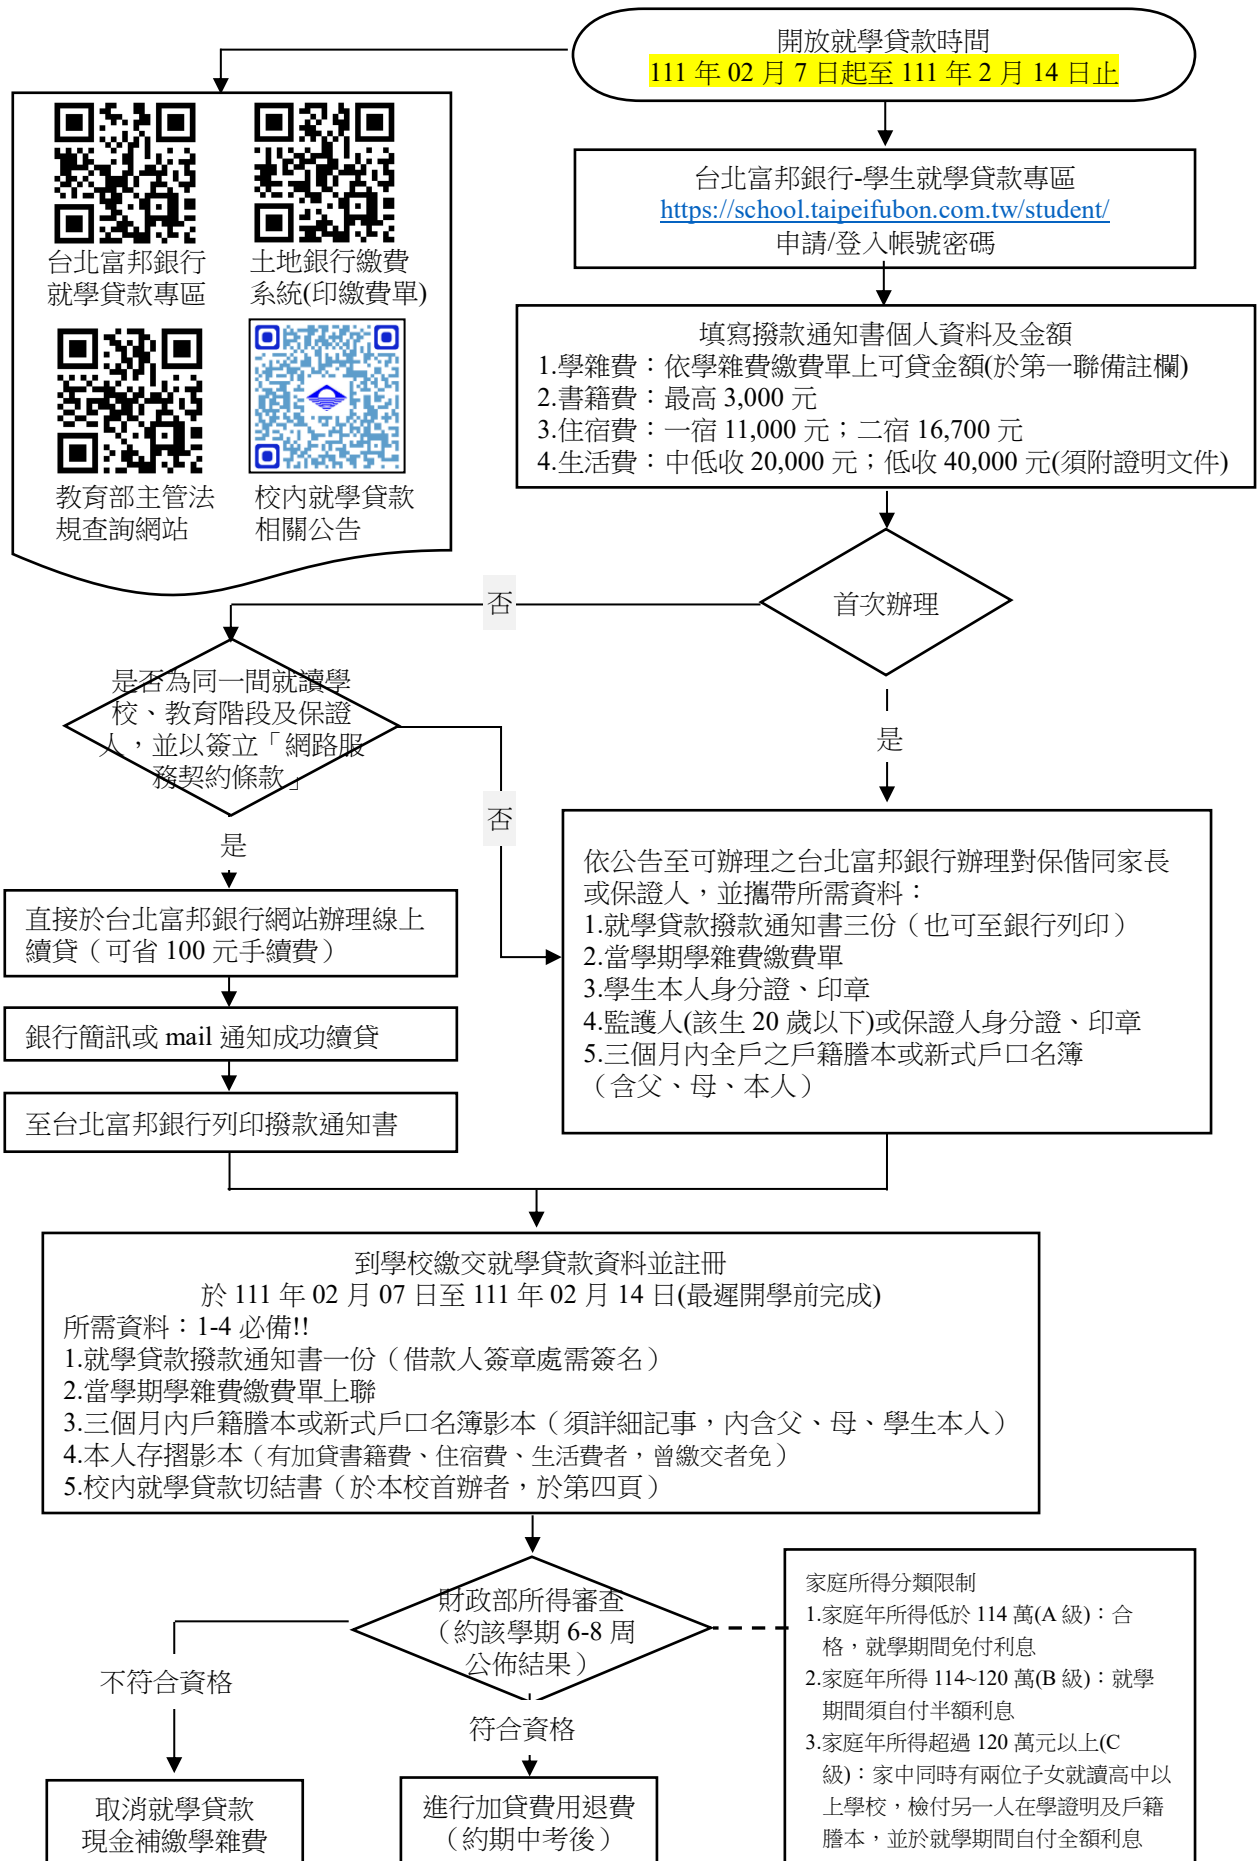 開放就學貸款時間
111 年 02 月 7 日起至 111 年 2 月 14 日止
台北富邦銀行
就學貸款專區
土地銀行繳費
系統(印繳費單)
教育部主管法
規查詢網站
校內就學貸款
相關公告
台北富邦銀行-學生就學貸款專區
https://school.taipeifubon.com.tw/student/
申請/登入帳號密碼
填寫撥款通知書個人資料及金額
1.學雜費：依學雜費繳費單上可貸金額(於第一聯備註欄)
2.書籍費：最高 3,000 元
3.住宿費：一宿 11,000 元；二宿 16,700 元
4.生活費：中低收 20,000 元；低收 40,000 元(須附證明文件)
首次辦理
否
是
是否為同一間就讀學
校、教育階段及保證
人，並以簽立「網路服
務契約條款」
否
是
直接於台北富邦銀行網站辦理線上
續貸（可省 100 元手續費）
銀行簡訊或 mail 通知成功續貸
至台北富邦銀行列印撥款通知書
依公告至可辦理之台北富邦銀行辦理對保偕同家長
或保證人，並攜帶所需資料：
1.就學貸款撥款通知書三份（也可至銀行列印）
2.當學期學雜費繳費單
3.學生本人身分證、印章
4.監護人(該生 20 歲以下)或保證人身分證、印章
5.三個月內全戶之戶籍謄本或新式戶口名簿
（含父、母、本人）
到學校繳交就學貸款資料並註冊
於 111 年 02 月 07 日至 111 年 02 月 14 日(最遲開學前完成)
所需資料：1-4 必備!!
1.就學貸款撥款通知書一份（借款人簽章處需簽名）
2.當學期學雜費繳費單上聯
3.三個月內戶籍謄本或新式戶口名簿影本（須詳細記事，內含父、母、學生本人）
4.本人存摺影本（有加貸書籍費、住宿費、生活費者，曾繳交者免）
5.校內就學貸款切結書（於本校首辦者，於第四頁）
財政部所得審查
（約該學期 6-8 周
公佈結果）
不符合資格
符合資格
取消就學貸款
現金補繳學雜費
進行加貸費用退費
（約期中考後）
家庭所得分類限制
1.家庭年所得低於 114 萬(A 級)：合
格，就學期間免付利息
2.家庭年所得 114~120 萬(B 級)：就學
期間須自付半額利息
3.家庭年所得超過 120 萬元以上(C
級)：家中同時有兩位子女就讀高中以
上學校，檢付另一人在學證明及戶籍
謄本，並於就學期間自付全額利息